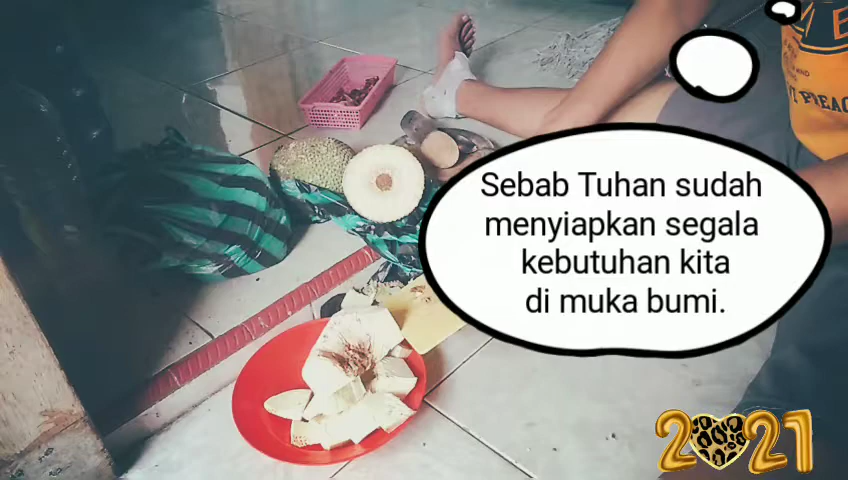 Sebab Tuhan sudah
menyiapkan segala
kebutuhan kita
di muka bumi.
2021